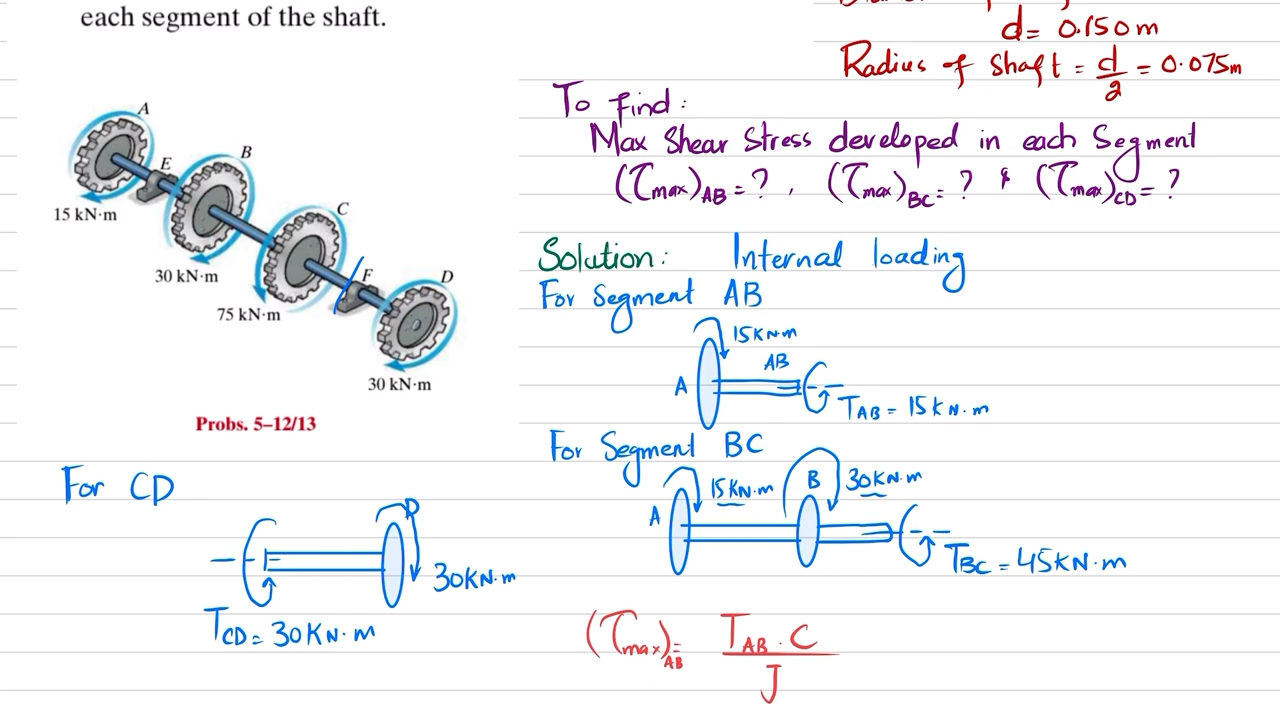 each segment of the shaft.
d= 0.150m
Radius of Shaft = d/2 = 0.075m
To find:
Max Shear Stress developed in each Segment
(τmax)AB = ? , (τmax)BC = ? & (τmax)CD = ?
Solution: Internal loading
For Segment AB
A
E
B
C
F
D
15 kN·m
30 kN·m
75 kN·m
30 kN·m
Probs. 5–12/13
15KN·m
AB
A
TAB = 15KN·m
For Segment BC
A
15KN·m
B
30KN·m
TBC = 45KN·m
For CD
D
30KN·m
TCD = 30KN·m
(τmax)AB = TAB · C / J